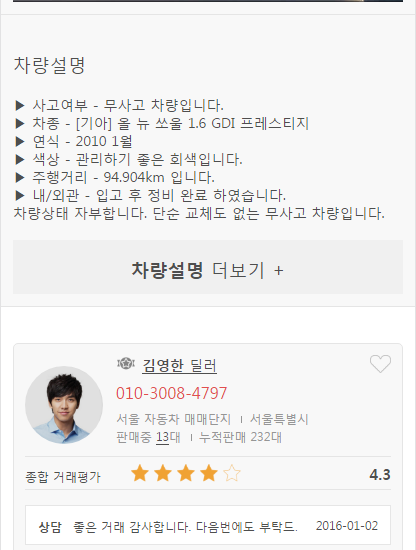 차량설명
▶ 사고여부 - 무사고 차량입니다.
▶ 차종 - [기아] 올 뉴 쏘울 1.6 GDI 프레스티지
▶ 연식 - 2010 1월
▶ 색상 - 관리하기 좋은 회색입니다.
▶ 주행거리 - 94.904km 입니다.
▶ 내/외관 - 입고 후 정비 완료 하였습니다.
차량상태 자부합니다. 단순 교체도 없는 무사고 차량입니다.
차량설명 더보기 +
김영한 딜러
010-3008-4797
서울 자동차 매매단지 | 서울특별시
판매중 13대 | 누적판매 232대
종합 거래평가 ★★★★☆ 4.3
상담 좋은 거래 감사합니다. 다음번에도 부탁드. 2016-01-02